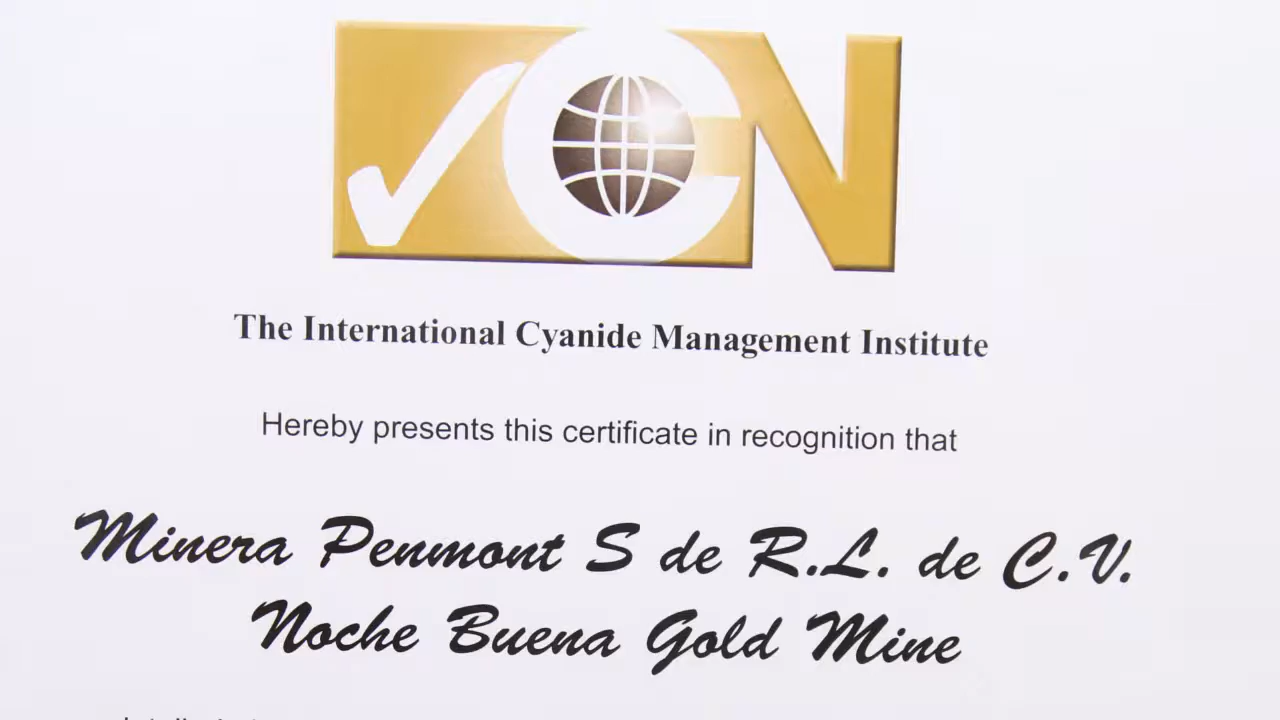 The International Cyanide Management Institute
Hereby presents this certificate in recognition that
Minera Penmont S de R.L. de C.V.
Noche Buena Gold Mine